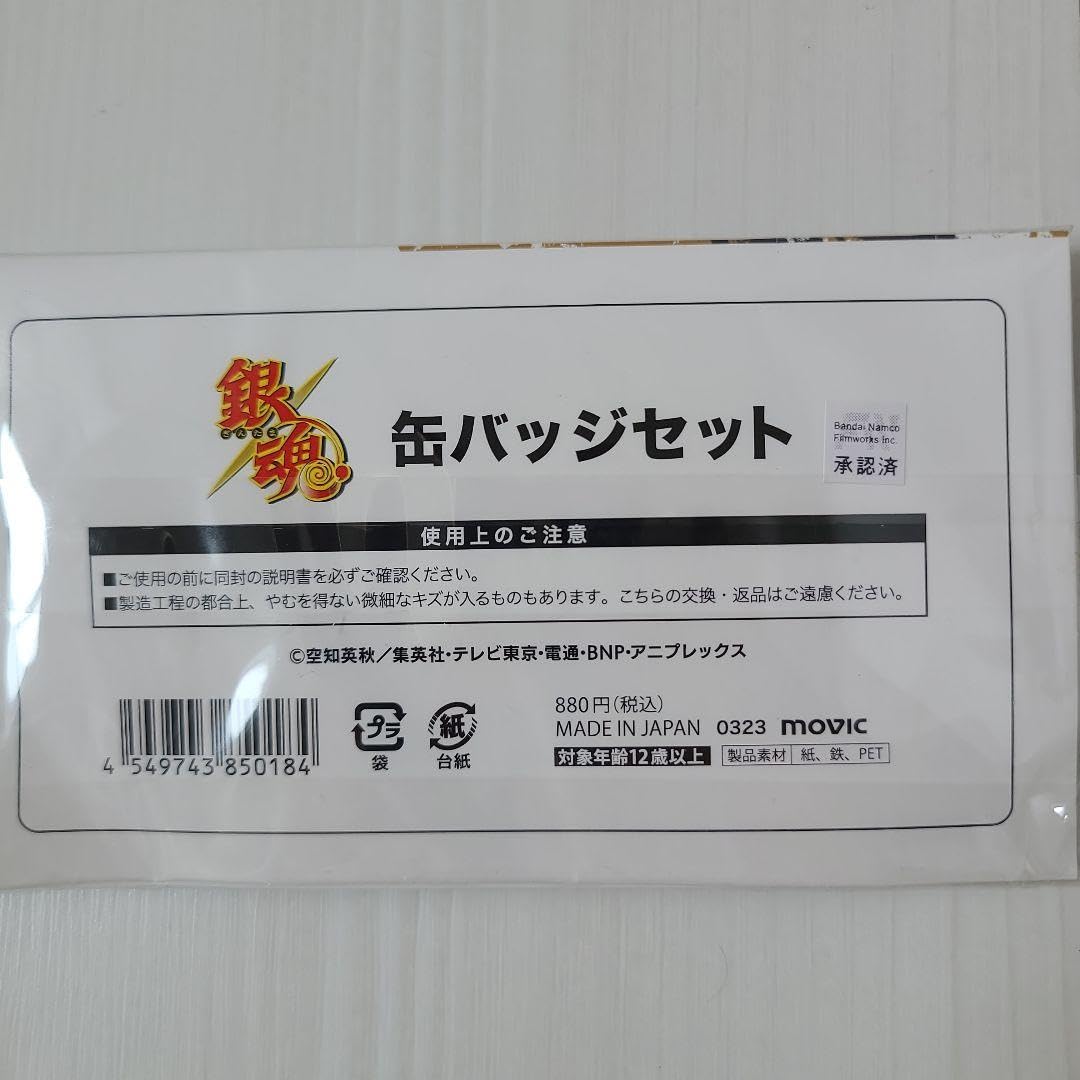 銀魂
ぎんたま
缶バッジセット
Bandai Namco
Filmworks Inc.
承認済
使用上のご注意
■ご使用の前に同封の説明書を必ずご確認ください。
■製造工程の都合上、やむを得ない微細なキズが入るものもあります。こちらの交換・返品はご遠慮ください。
©空知英秋/集英社・テレビ東京・電通・BNP・アニプレックス
4 549743 850184
プラ
袋
紙
台紙
880円(税込)
MADE IN JAPAN 0323 movic
対象年齢12歳以上 製品素材 紙、鉄、PET